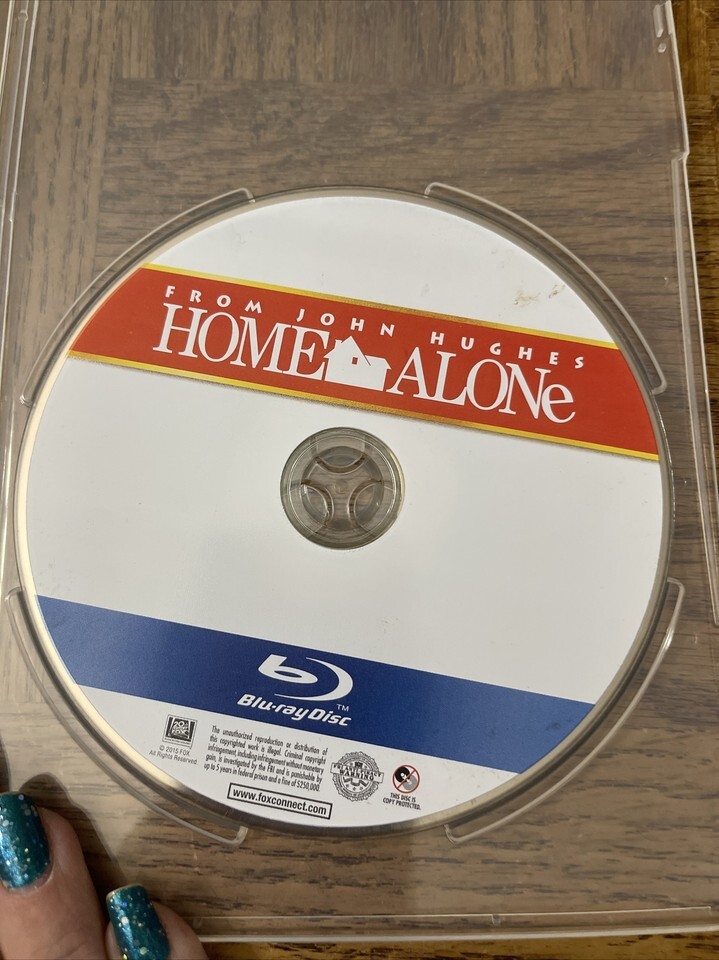 FROM JOHN HUGHES
HOME ALONe
Blu-ray Disc™
20th CENTURY FOX
© 2015 FOX
All Rights Reserved.
The unauthorized reproduction or distribution of
this copyrighted work is illegal. Criminal copyright
infringement, including infringement without monetary
gain, is investigated by the FBI and is punishable by
up to 5 years in federal prison and a fine of $250,000.
www.foxconnect.com
WARNING
THIS DISC IS
COPY PROTECTED.